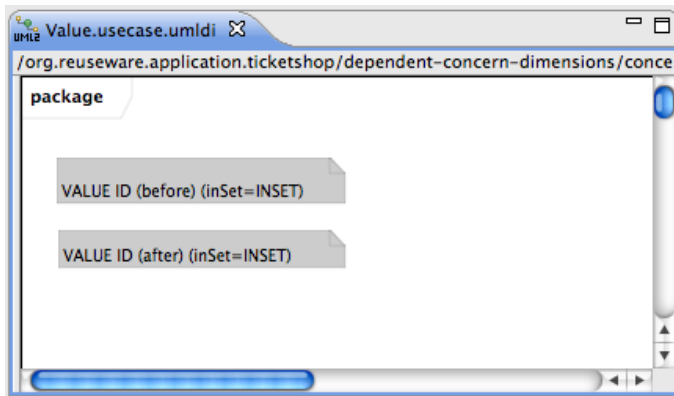 UML2 Value.usecase.umldi
/org.reuseware.application.ticketshop/dependent-concern-dimensions/conce
package
VALUE ID (before) (inSet=INSET)
VALUE ID (after) (inSet=INSET)